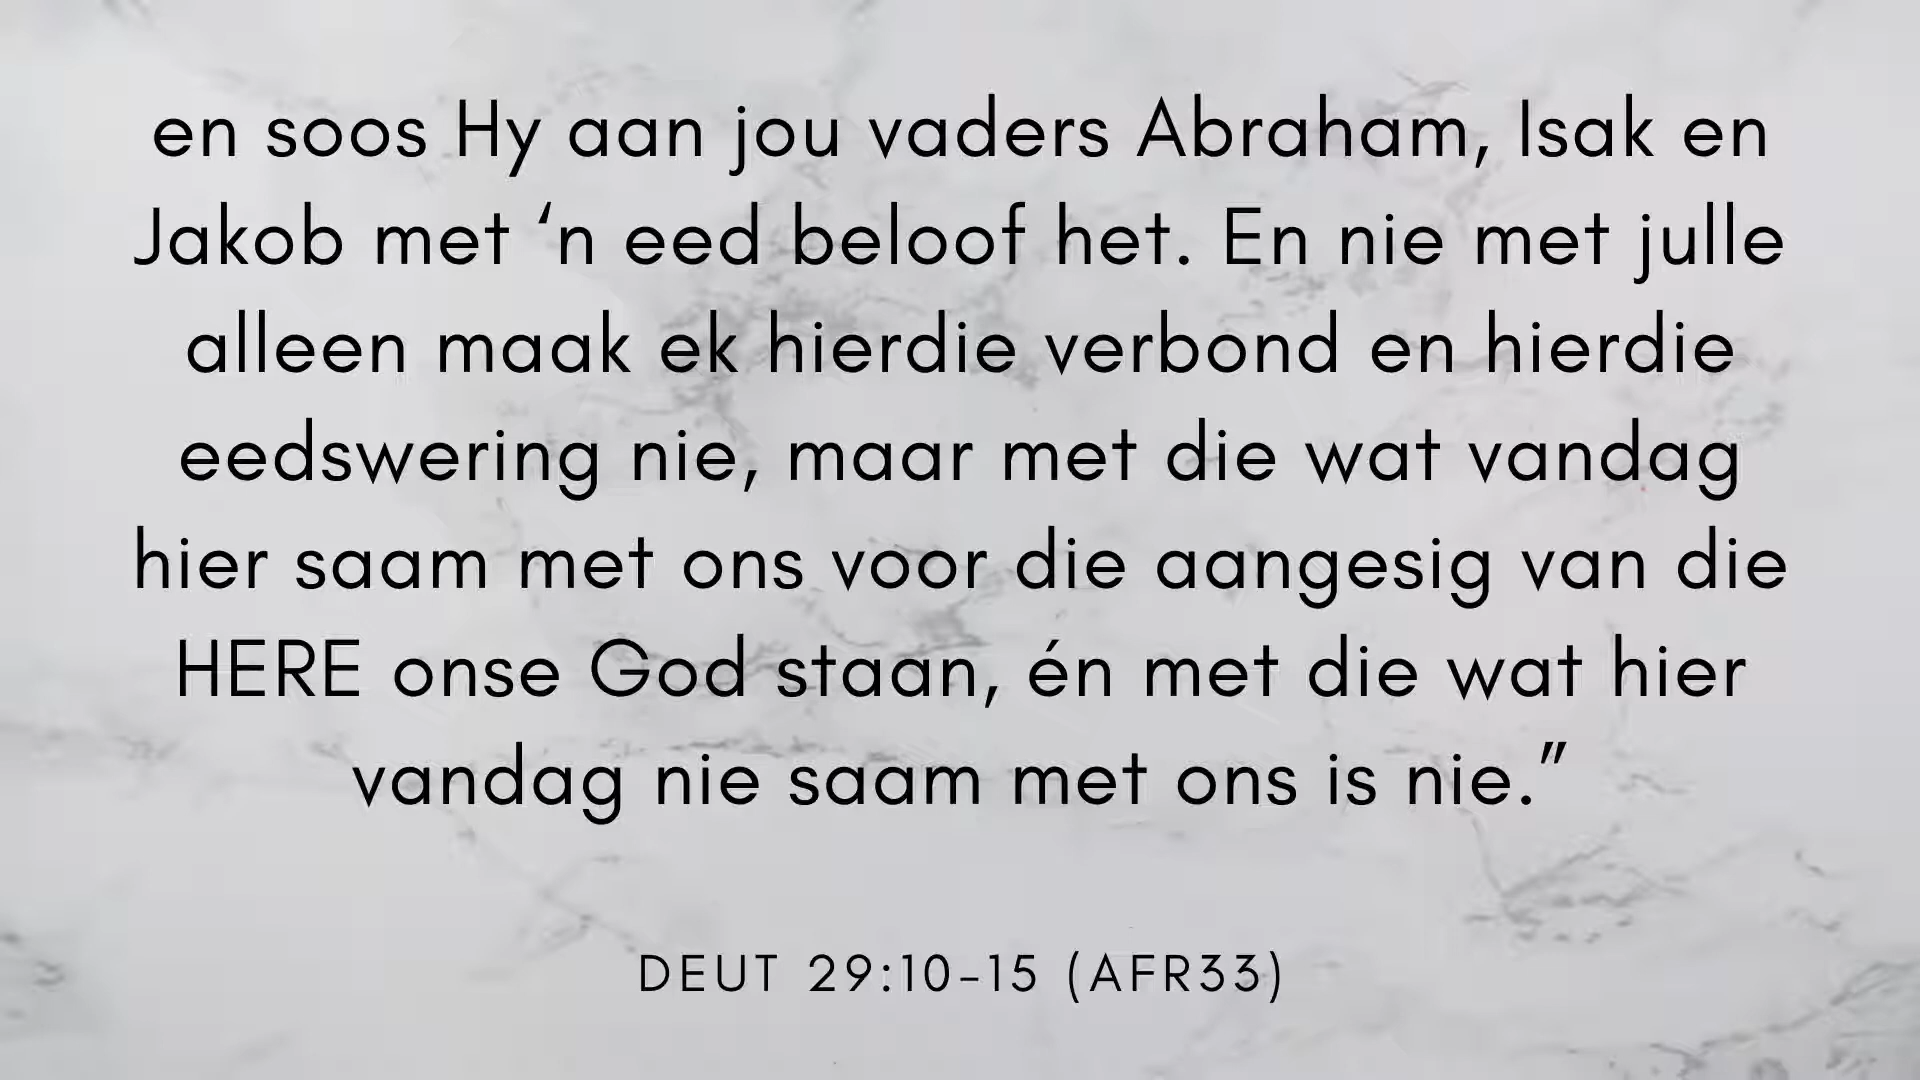 en soos Hy aan jou vaders Abraham, Isak en
Jakob met ‘n eed beloof het. En nie met julle
alleen maak ek hierdie verbond en hierdie
eedswering nie, maar met die wat vandag
hier saam met ons voor die aangesig van die
HERE onse God staan, én met die wat hier
vandag nie saam met ons is nie.”
DEUT 29:10-15 (AFR33)